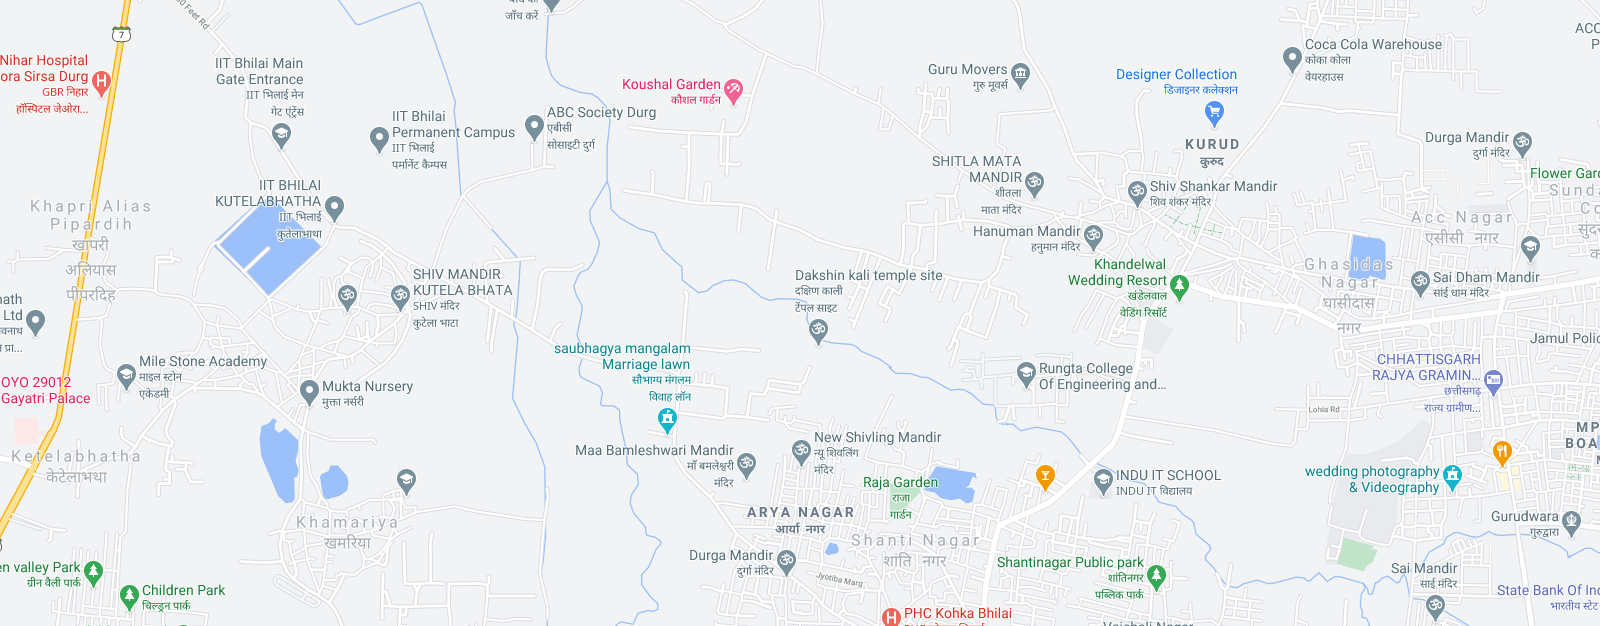 जाँच करें
7
Nihar Hospital
ora Sirsa Durg
GBR निहार
हॉस्पिटल जेओरा...
IIT Bhilai Main
Gate Entrance
IIT भिलाई मेन
गेट एंट्रेंस
IIT Bhilai
Permanent Campus
IIT भिलाई
पर्मानेंट कैम्पस
ABC Society Durg
एबीसी
सोसाइटी दुर्ग
Koushal Garden
कौशल गार्डन
Guru Movers
गुरु मूवर्स
Designer Collection
डिजाइनर कलेक्शन
Coca Cola Warehouse
कोका कोला
वेयरहाउस
KURUD
कुरुद
Durga Mandir
दुर्गा मंदिर
SHITLA MATA
MANDIR
शीतला
माता मंदिर
Shiv Shankar Mandir
शिव शंकर मंदिर
Hanuman Mandir
हनुमान मंदिर
IIT BHILAI
KUTELABHATHA
IIT भिलाई
कुतेलाभाथा
Khapri Alias
Pipardih
खापरी
अलियास
पीपरदिह
Acc Nagar
एसीसी नगर
Ghasidas
Nagar
घासीदास
नगर
Sai Dham Mandir
सांई धाम मंदिर
Khandelwal
Wedding Resort
खंडेलवाल
वेडिंग रिसॉर्ट
Dakshin kali temple site
दक्षिण काली
टेंपल साइट
SHIV MANDIR
KUTELA BHATA
SHIV मंदिर
कुटेला भाटा
saubhagya mangalam
Marriage lawn
सौभाग्य मंगलम
विवाह लॉन
Mile Stone Academy
माइल स्टोन
एकेडमी
OYO 29012
Gayatri Palace
Mukta Nursery
मुक्ता नर्सरी
Rungta College
Of Engineering and...
CHHATTISGARH
RAJYA GRAMIN...
छत्तीसगढ़
राज्य ग्रामीण...
Lohia Rd
Ketelabhatha
केटेलाभथा
Maa Bamleshwari Mandir
माँ बमलेश्वरी
मंदिर
New Shivling Mandir
न्यू शिवलिंग
मंदिर
Raja Garden
राजा
गार्डन
INDU IT SCHOOL
INDU IT विद्यालय
wedding photography
& Videography
Khamariya
खमरिया
ARYA NAGAR
आर्या नगर
Shanti Nagar
शांति नगर
Gurudwara
गुरुद्वारा
Durga Mandir
दुर्गा मंदिर
Jyotiba Marg
Shantinagar Public park
शांतिनगर
पब्लिक पार्क
Sai Mandir
साई मंदिर
State Bank Of
भारतीय स्टेट
en valley Park
ग्रीन वैली पार्क
Children Park
चिल्ड्रन पार्क
PHC Kohka Bhilai